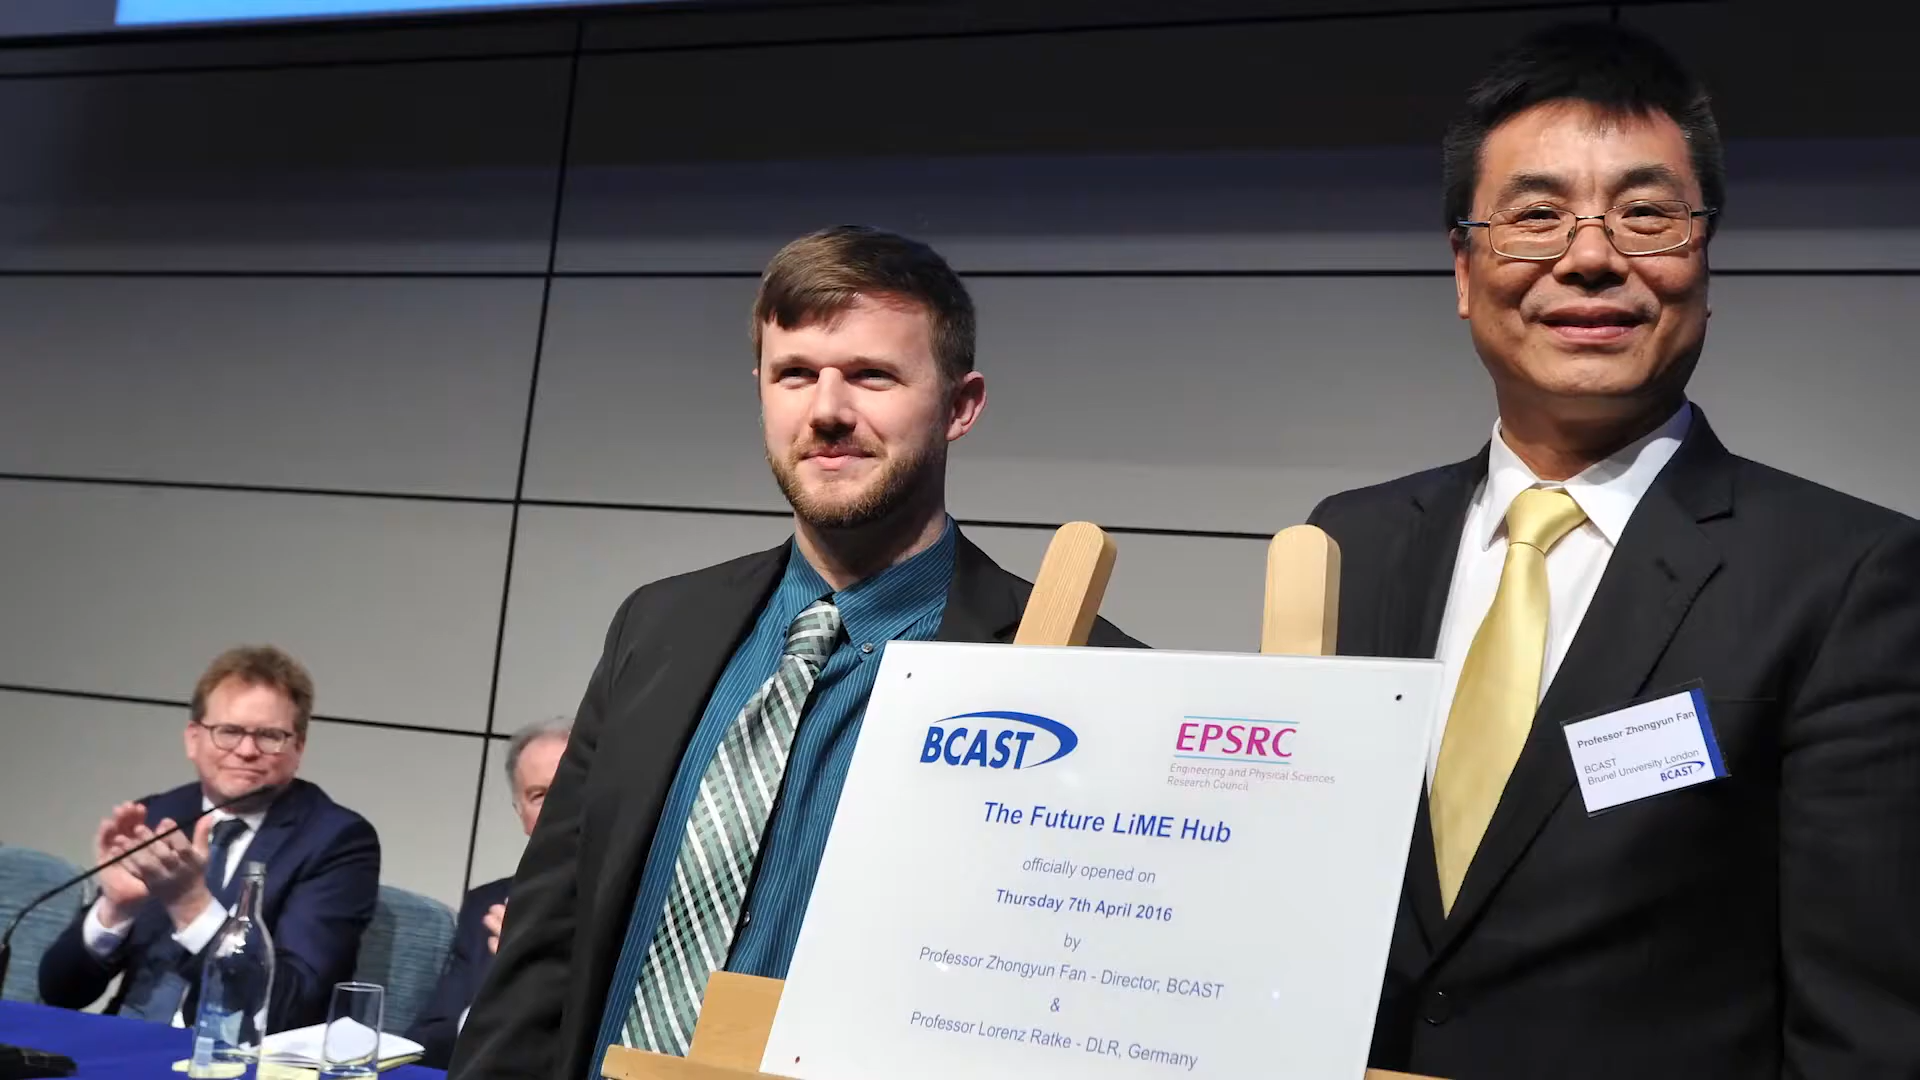 BCAST
EPSRC
Engineering and Physical Sciences
Research Council
The Future LiME Hub
officially opened on
Thursday 7th April 2016
by
Professor Zhongyun Fan - Director, BCAST
&
Professor Lorenz Ratke - DLR, Germany
Professor Zhongyun Fan
BCAST
Brunel University London
BCAST